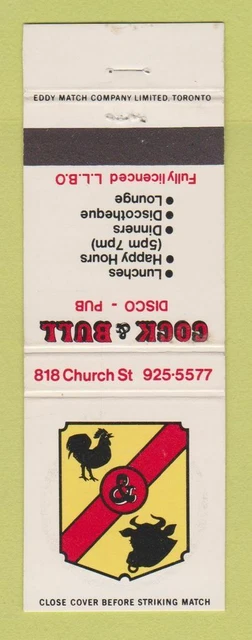 EDDY MATCH COMPANY LIMITED, TORONTO
COCK & BULL
DISCO - PUB
● Lunches
● Happy Hours
(5pm 7pm)
● Dinners
● Discotheque
● Lounge
Fully licenced L.L.B.O
818 Church St 925-5577
&
CLOSE COVER BEFORE STRIKING MATCH